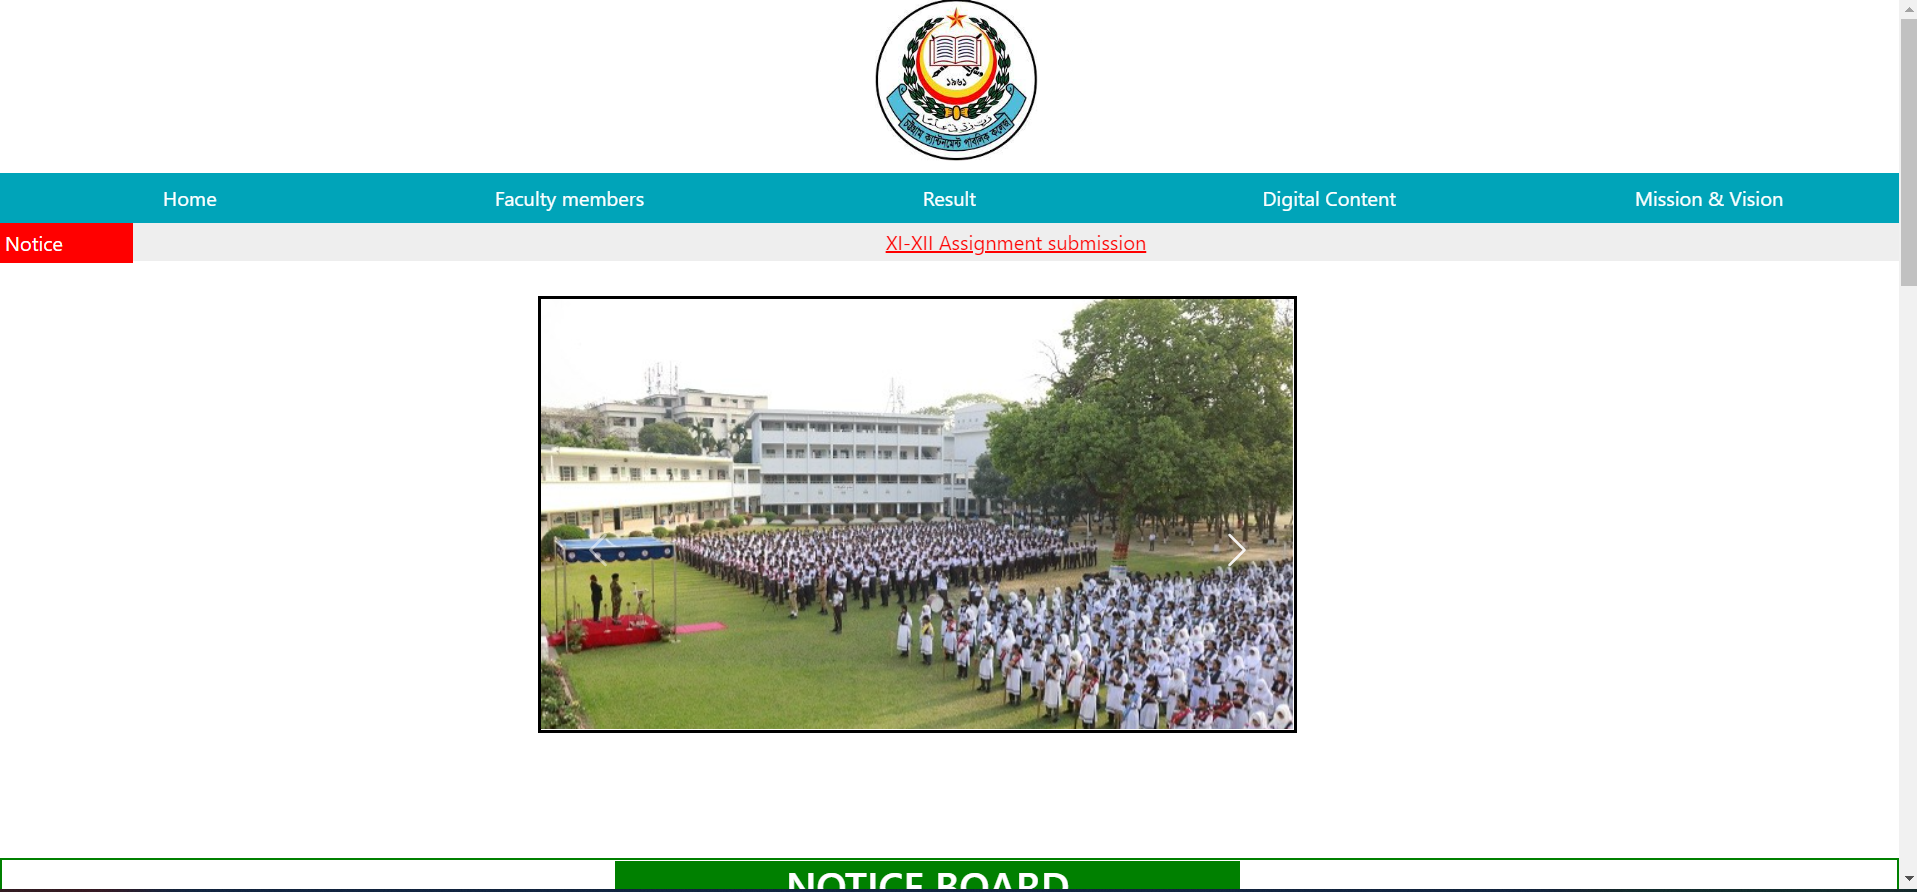 ১৯৬১
চট্টগ্রাম ক্যান্টনমেন্ট পাবলিক কলেজ
Home
Faculty members
Result
Digital Content
Mission & Vision
Notice
XI-XII Assignment submission
NOTICE BOARD